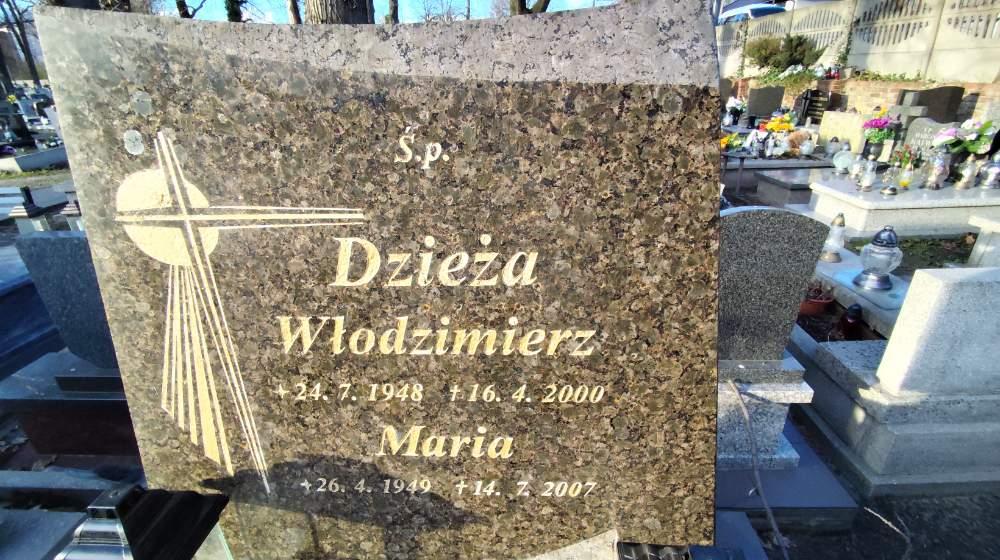 Ś.p.
Dzieża
Włodzimierz
+24. 7. 1948 †16. 4. 2000
Maria
+26. 4. 1949 †14. 7. 2007